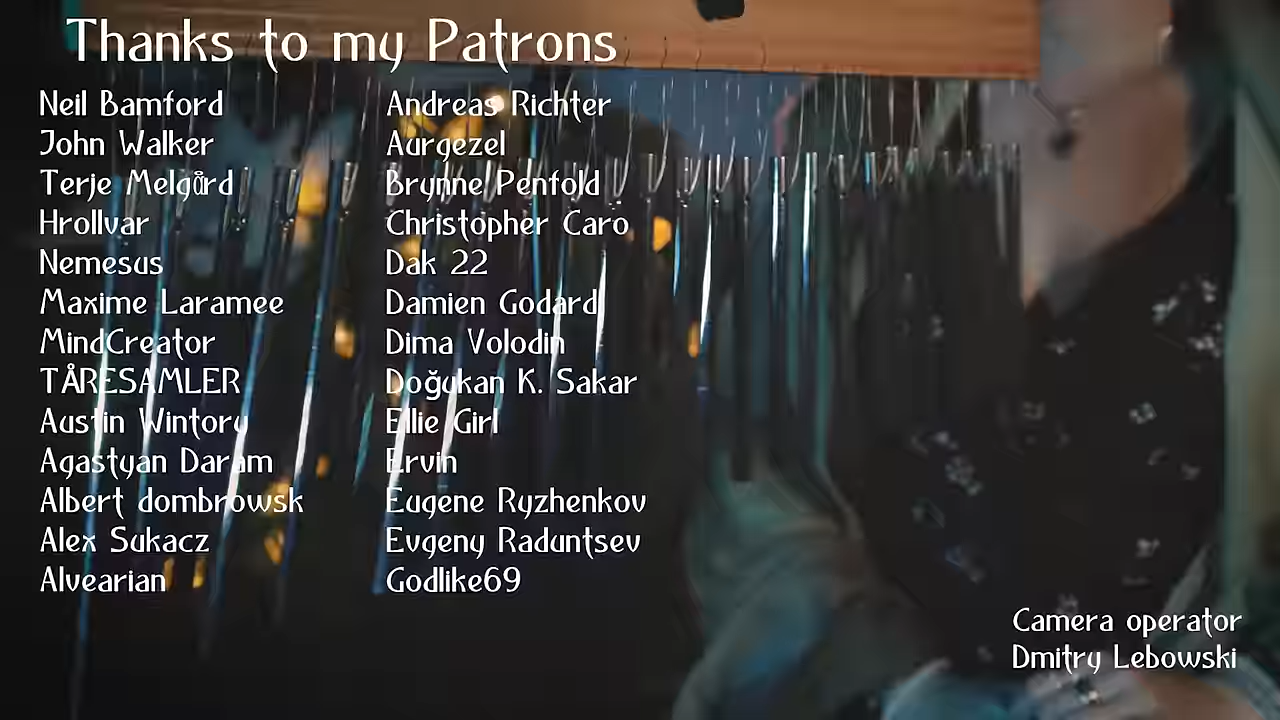 Thanks to my Patrons
Neil Bamford
John Walker
Terje Melgård
Hrollvar
Nemesus
Maxime Laramee
MindCreator
TÅRESAMLER
Austin Wintory
Agastyan Daram
Albert dombrowsk
Alex Sukacz
Alvearian
Andreas Richter
Aurgezel
Brynne Penfold
Christopher Caro
Dak 22
Damien Godard
Dima Volodin
Doğukan K. Sakar
Ellie Girl
Ervin
Eugene Ryzhenkov
Evgeny Raduntsev
Godlike69
Camera operator
Dmitry Lebowski